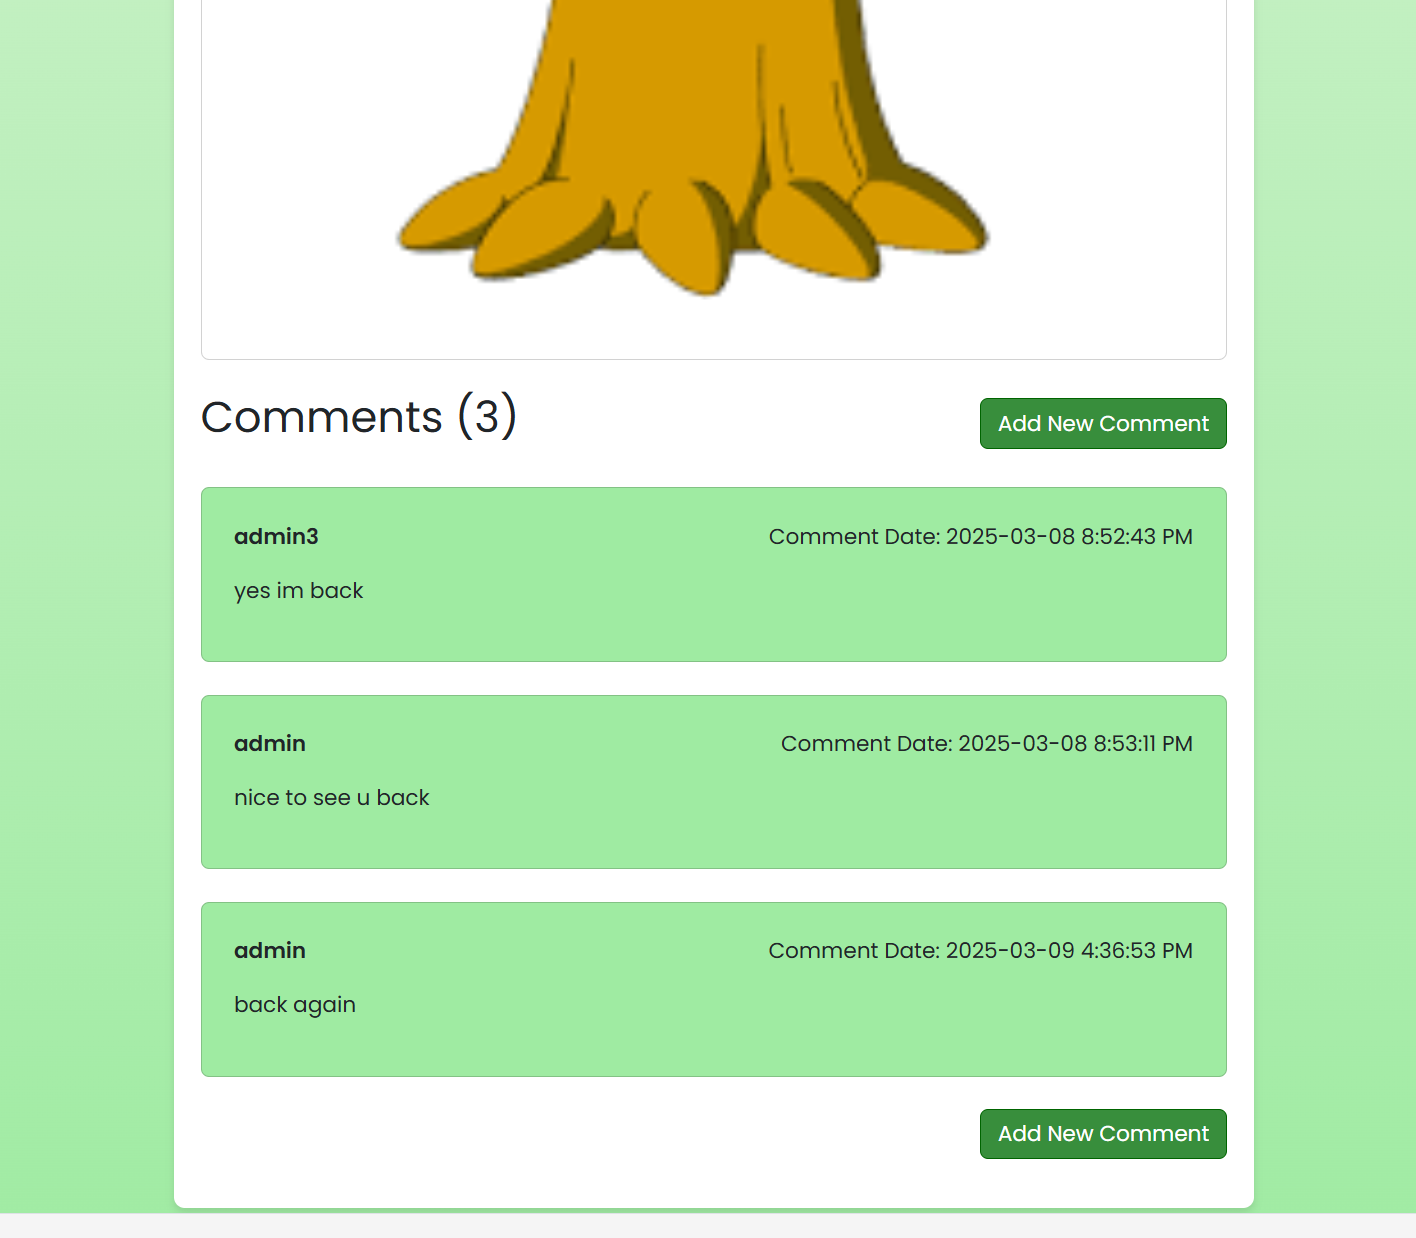 Comments (3)
Add New Comment
admin3
Comment Date: 2025-03-08 8:52:43 PM
yes im back
admin
Comment Date: 2025-03-08 8:53:11 PM
nice to see u back
admin
Comment Date: 2025-03-09 4:36:53 PM
back again
Add New Comment